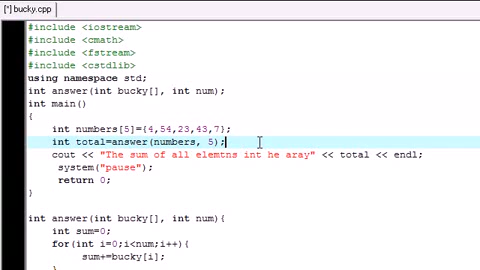 [*] bucky.cpp
#include <iostream>
#include <cmath>
#include <fstream>
#include <cstdlib>
using namespace std;
int answer(int bucky[], int num);
int main()
{
int numbers[5]={4,54,23,43,7};
int total=answer(numbers, 5);
cout << "The sum of all elemtns int he aray" << total << endl;
system("pause");
return 0;
}
int answer(int bucky[], int num){
int sum=0;
for(int i=0;i<num;i++){
sum+=bucky[i];
}